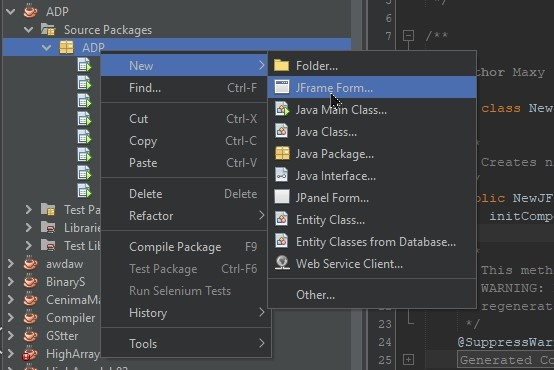 ADP
Source Packages
ADP
New
Find... Ctrl-F
Cut Ctrl-X
Copy Ctrl-C
Paste Ctrl-V
Delete Delete
Refactor
Compile Package F9
Test Package Ctrl-F6
Run Selenium Tests
History
Tools
Folder...
JFrame Form...
Java Main Class...
Java Class...
Java Package...
Java Interface...
JPanel Form...
Entity Class...
Entity Classes from Database...
Web Service Client...
Other...
Test Pa
Librarie
Test Lib
awdaw
BinaryS
CenimaMa
Compiler
GStter
HighArray
5 */
6
7 /**
thor Maxy
class New
*
Creates n
blic NewJF
initComp
*
This meth
WARNING:
regenerat
23 */
24 @SuppressWar
25 Generated Co